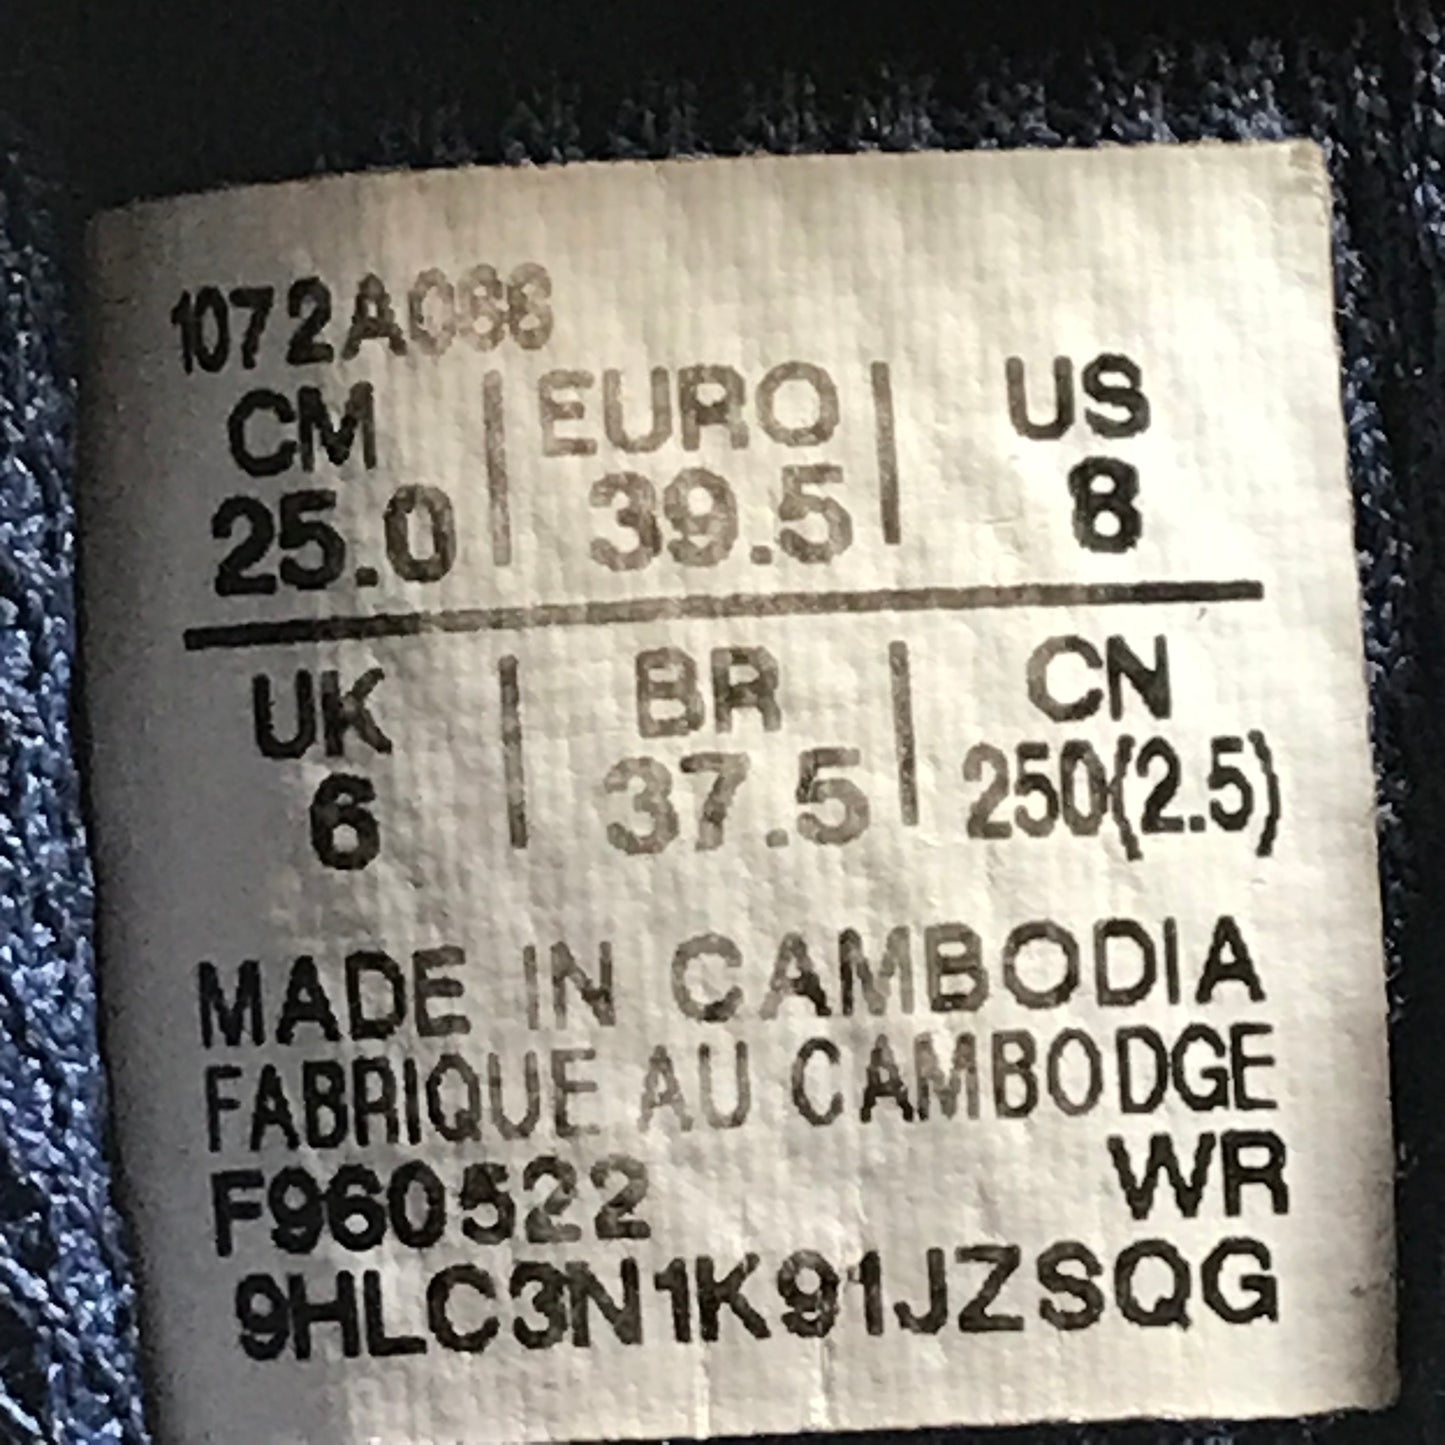 CM | EURO | US
25.0 | 39.5 | 8
UK | BR | CN
6 | 37.5 | 250(2.5)
MADE IN CAMBODIA
FABRIQUE AU CAMBODGE
F960522 WR
9HLC3N1K91JZSQG